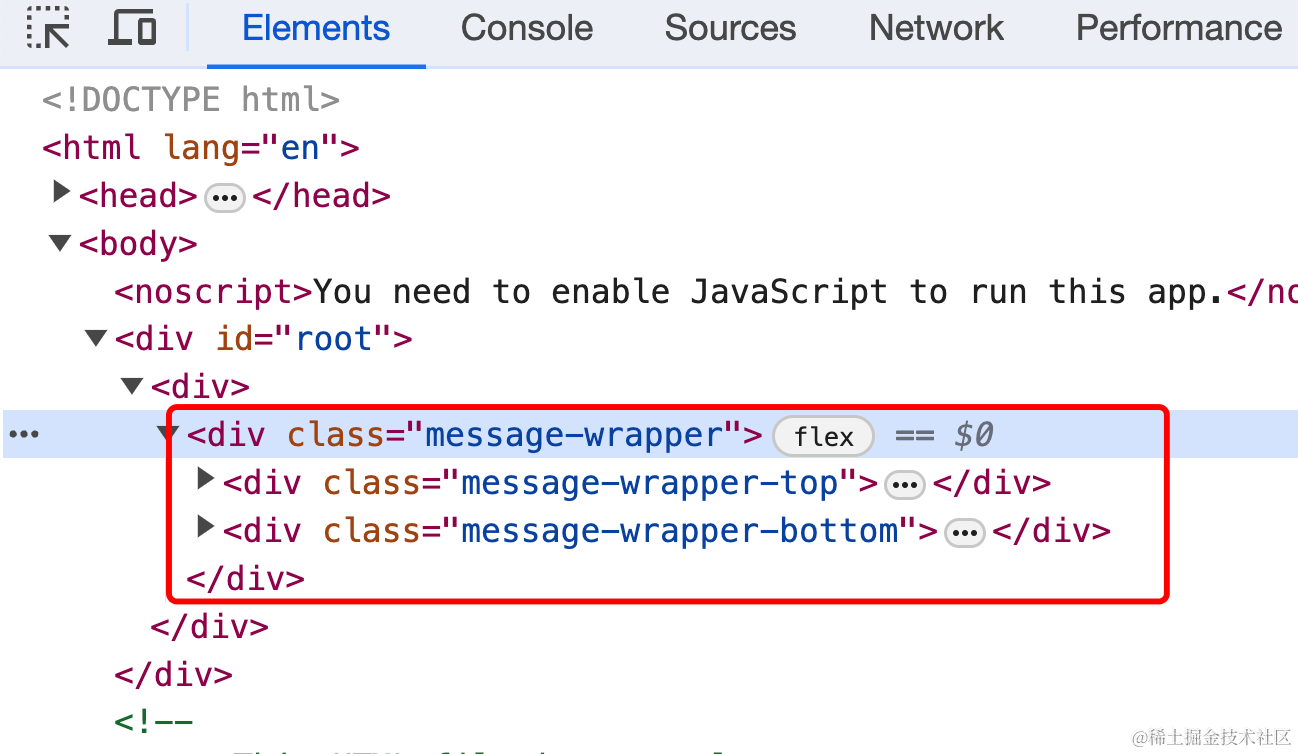 Elements Console Sources Network Performance
<!DOCTYPE html>
<html lang="en">
<head> ••• </head>
<body>
<noscript>You need to enable JavaScript to run this app.</no
<div id="root">
<div>
••• <div class="message-wrapper"> flex == $0
<div class="message-wrapper-top"> ••• </div>
<div class="message-wrapper-bottom"> ••• </div>
</div>
</div>
</div>
<!--
@稀土掘金技术社区